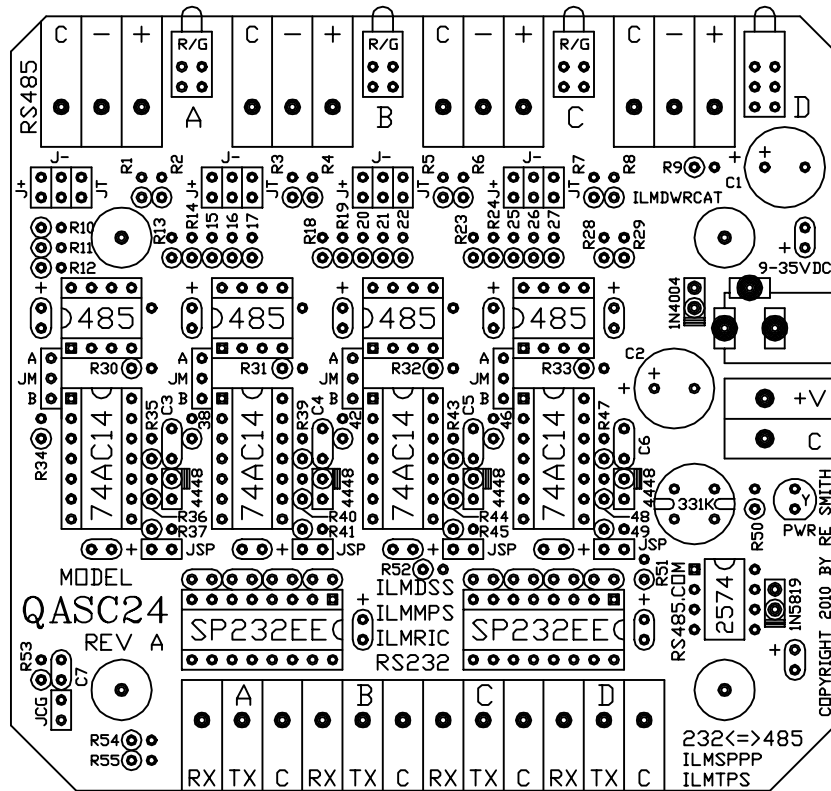 C - + R/G C - + R/G C - + R/G C - +
RS485 A B C D
J- R1 R2 J- R3 R4 J- R5 R6 J- R7 R8 R9 + + C1
J+ JT J+ JT J+ JT J+ JT ILMDWRCAT
R10 R13 R14 15 16 17 R18 R19 20 21 22 R23 R24 25 26 27 R28 R29
R11
R12 + 9-35VDC
+ 485 + 485 + 485 + 485 1N4004
A A A A C2
JM R30 JM R31 JM R32 R33 + +
B B B +V
R34 74AC14 R35 C3 38 74AC14 R39 C4 42 74AC14 R43 C5 46 74AC14 R47 C6 C
4448 4448 4448 4448 331K Y
R36 R40 R44 48 R50 PWR
R37 R41 R45 49
+ JSP + JSP + JSP + JSP
MODEL R52 ILMDSS R51
QASC24 SP232EE + ILMMPS SP232EE + RS485.COM 2574 1N5819
REV A ILMRIC
RS232
R53 C7 +
JCG
A B C D
R54 232<=>485
R55 ILMSPPP
RX TX C RX TX C RX TX C RX TX C ILMTPS
COPYRIGHT 2010 BY RE SMITH